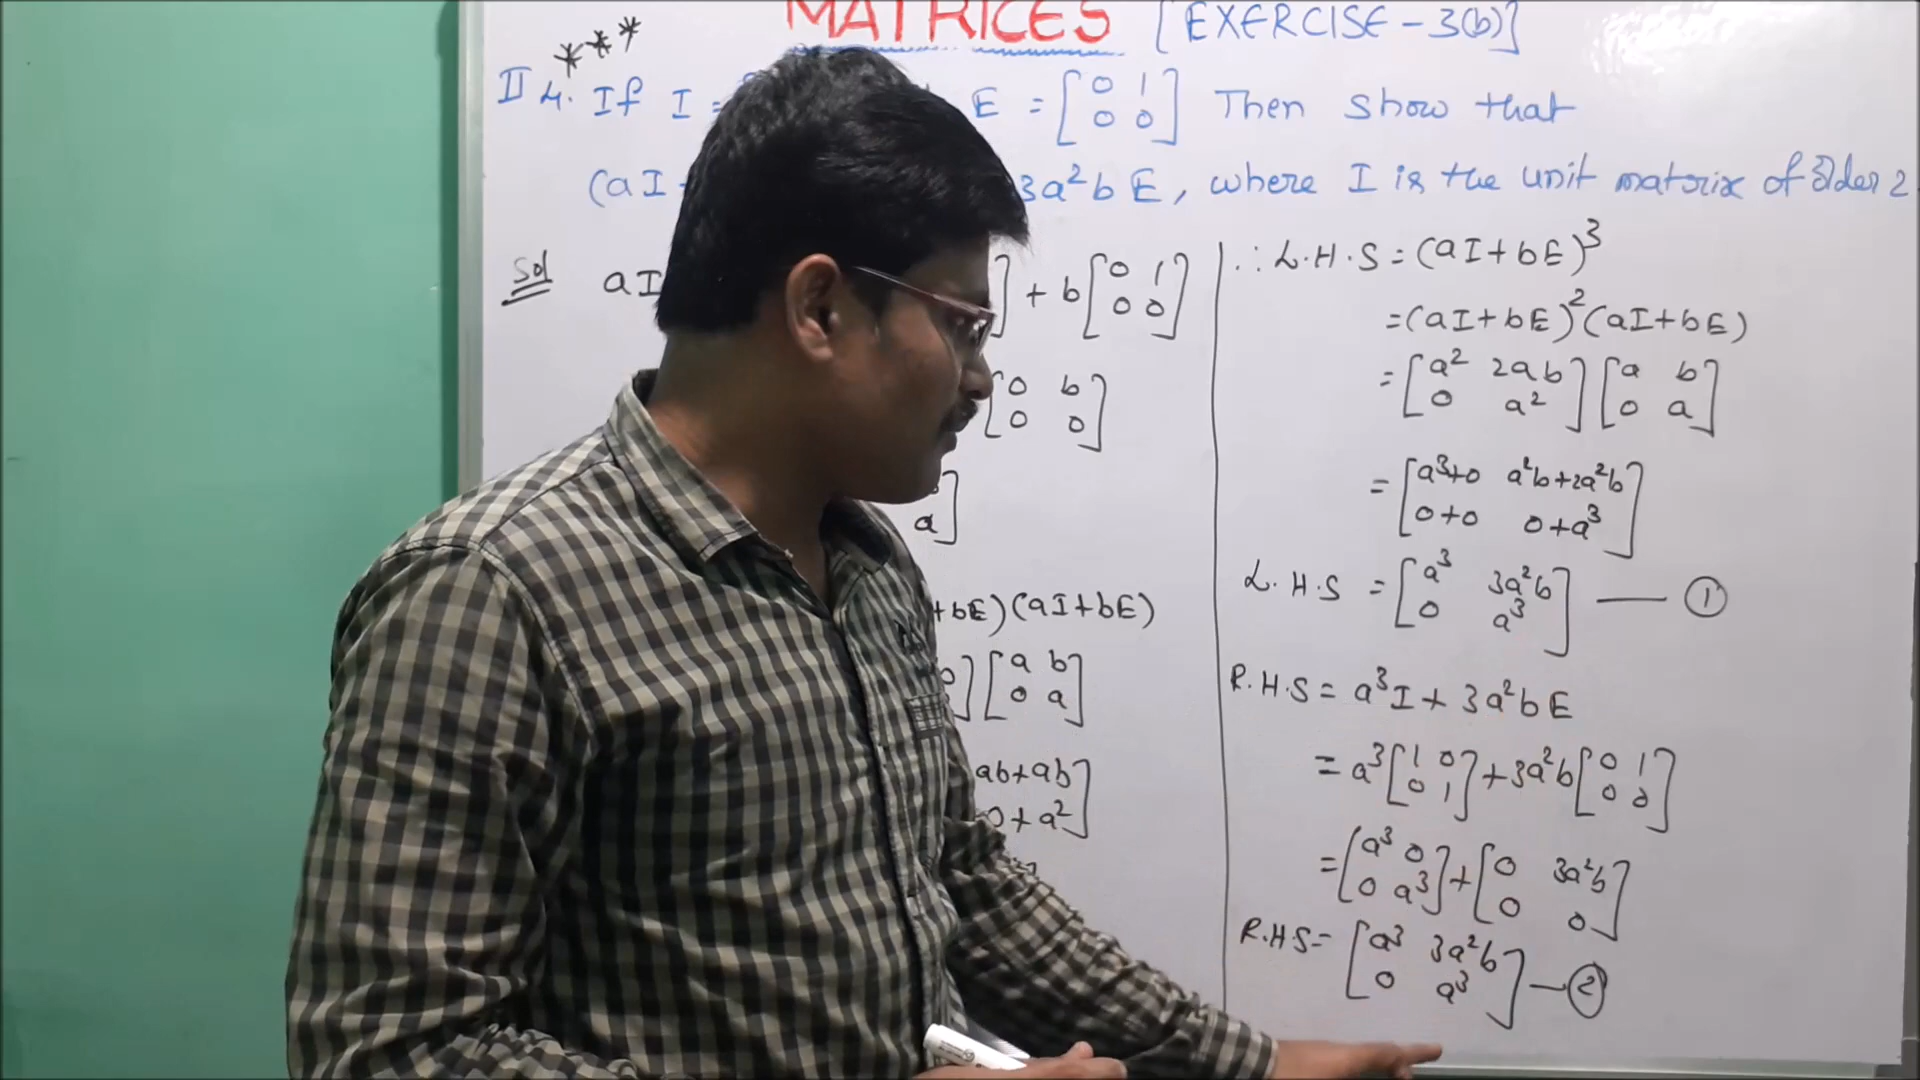 MATRICES [EXERCISE - 3(b)]
***
II 4. If I = E = [0 1 0 0] Then show that
(aI 3a²bE, where I is the unit matrix of order 2
Sol aI ] + b[0 1 0 0]
[0 b 0 0]
a]
+bE)(aI+bE)
] [a b 0 a]
ab+ab
0+a²]
∴ L.H.S = (aI+bE)³
=(aI+bE)²(aI+bE)
= [a² 2ab 0 a²] [a b 0 a]
= [a³+0 a²b+2a²b 0+0 0+a³]
L.H.S = [a³ 3a²b 0 a³] — ①
R.H.S = a³I + 3a²bE
= a³[1 0 0 1] + 3a²b[0 1 0 0]
= [a³ 0 0 a³] + [0 3a²b 0 0]
R.H.S = [a³ 3a²b 0 a³] — ②